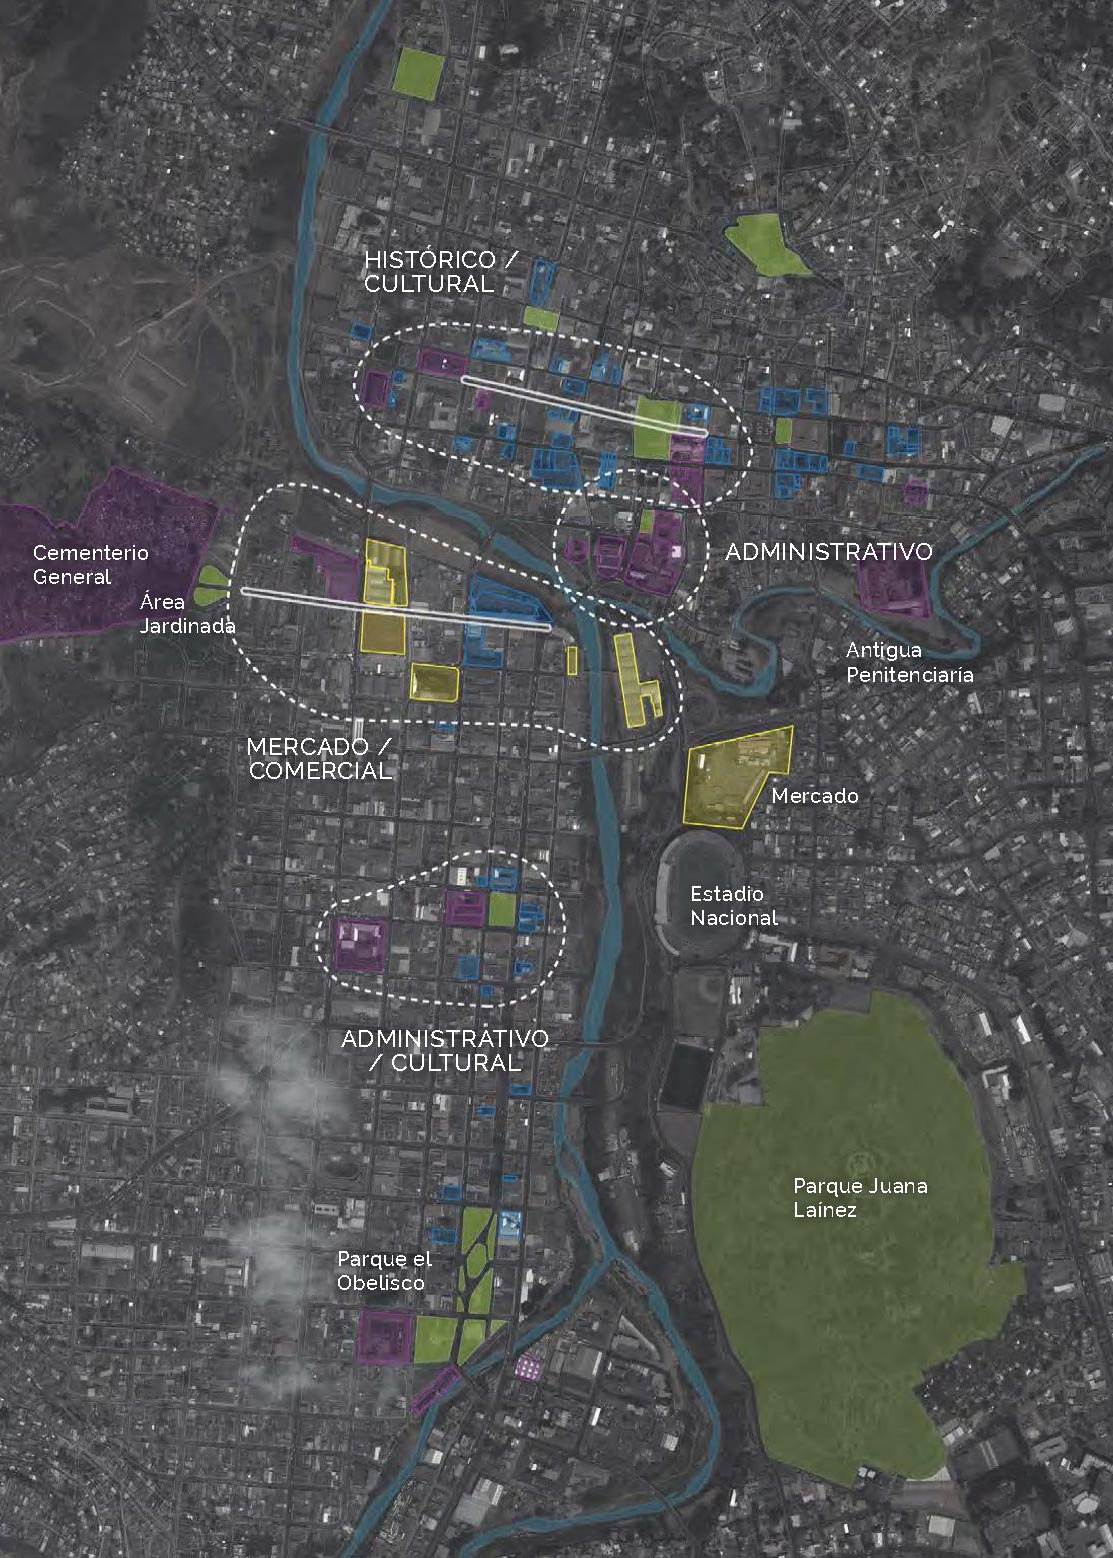 HISTÓRICO /
CULTURAL
ADMINISTRATIVO
Cementerio
General
Área
Jardinada
Antigua
Penitenciaría
MERCADO /
COMERCIAL
Mercado
Estadio
Nacional
ADMINISTRATIVO
/ CULTURAL
Parque Juana
Laínez
Parque el
Obelisco